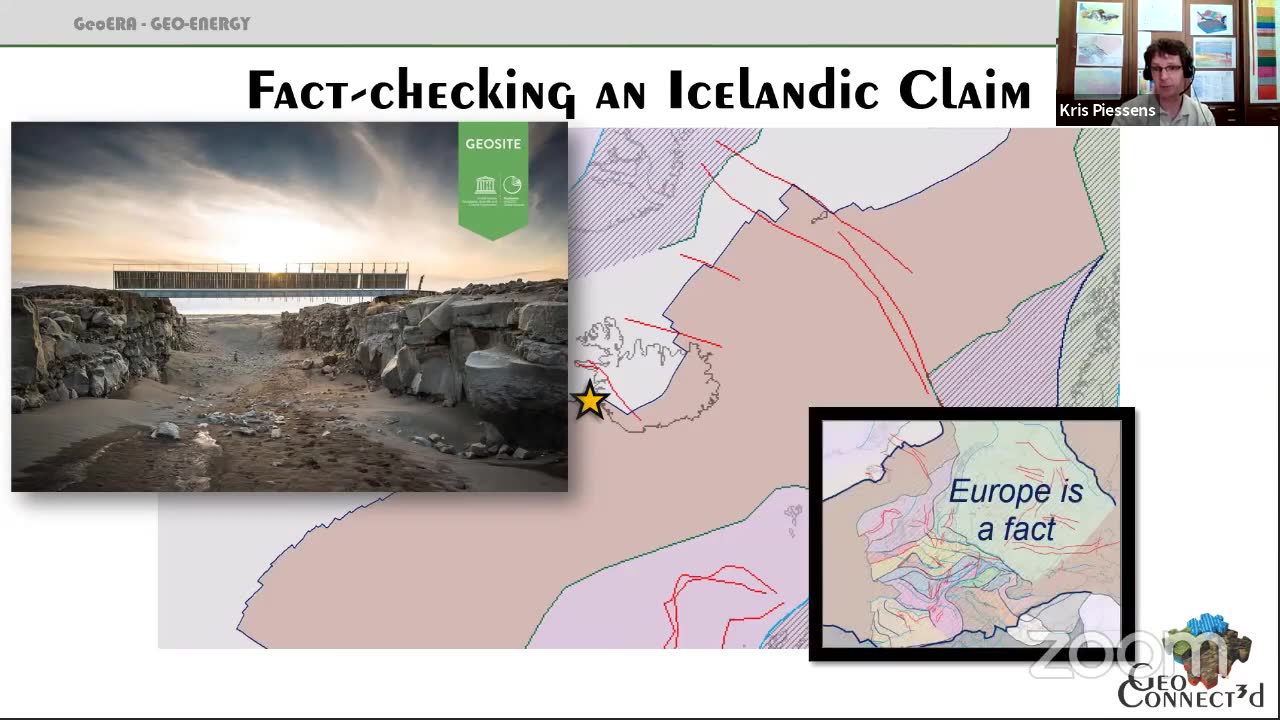 GeoERA - GEO-ENERGY
Fact-checking an Icelandic Claim
Kris Piessens
GEOSITE
Europe is
a fact
zoom
GEO
CONNECT³d